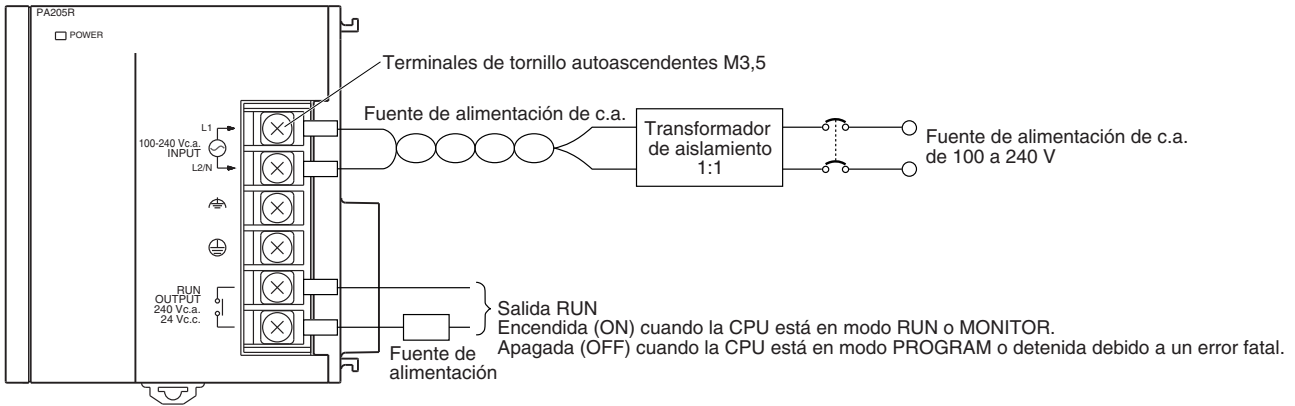 PA205R
POWER
Terminales de tornillo autoascendentes M3,5
L1
100-240 Vc.a.
INPUT
L2/N
Fuente de alimentación de c.a.
Transformador
de aislamiento
1:1
Fuente de alimentación de c.a.
de 100 a 240 V
RUN
OUTPUT
240 Vc.a.
24 Vc.c.
Salida RUN
Encendida (ON) cuando la CPU está en modo RUN o MONITOR.
Apagada (OFF) cuando la CPU está en modo PROGRAM o detenida debido a un error fatal.
Fuente de
alimentación